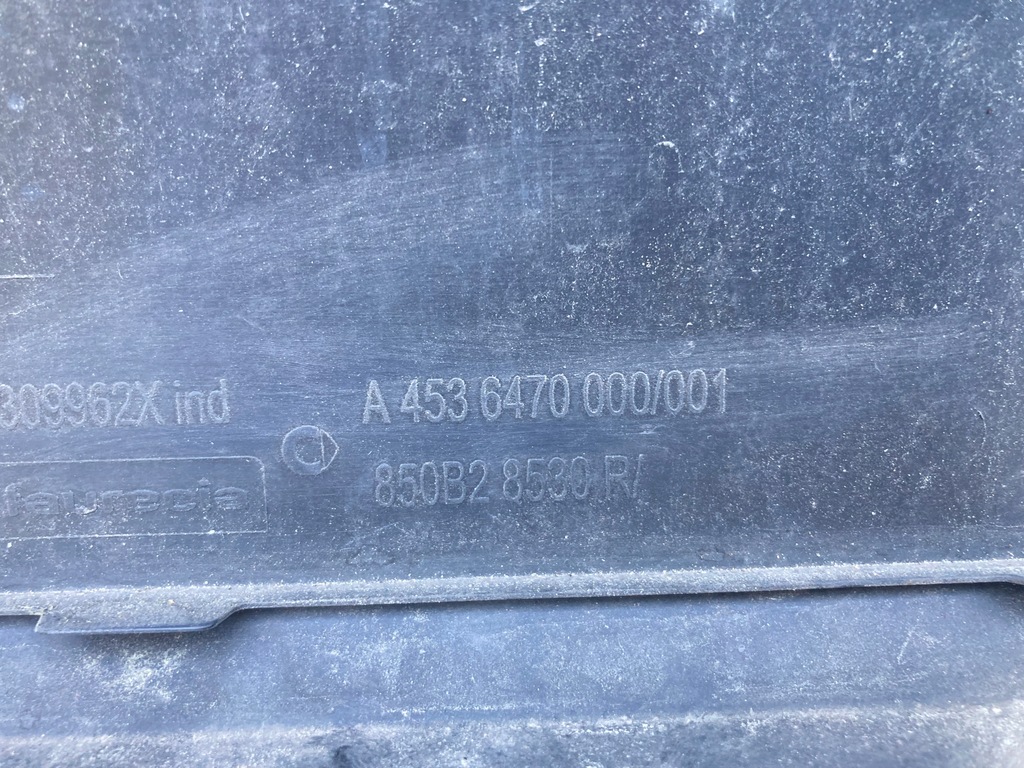 309962X ind
A 453 6470 000/001
faurecia
850B2 8530 R/